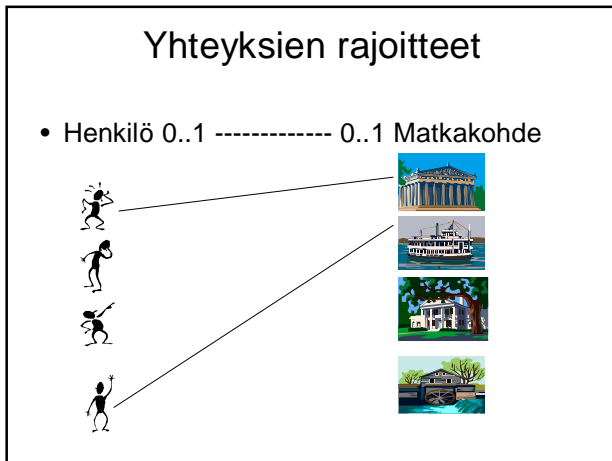 Yhteyksien rajoitteet
• Henkilö 0..1 ------------- 0..1 Matkakohde